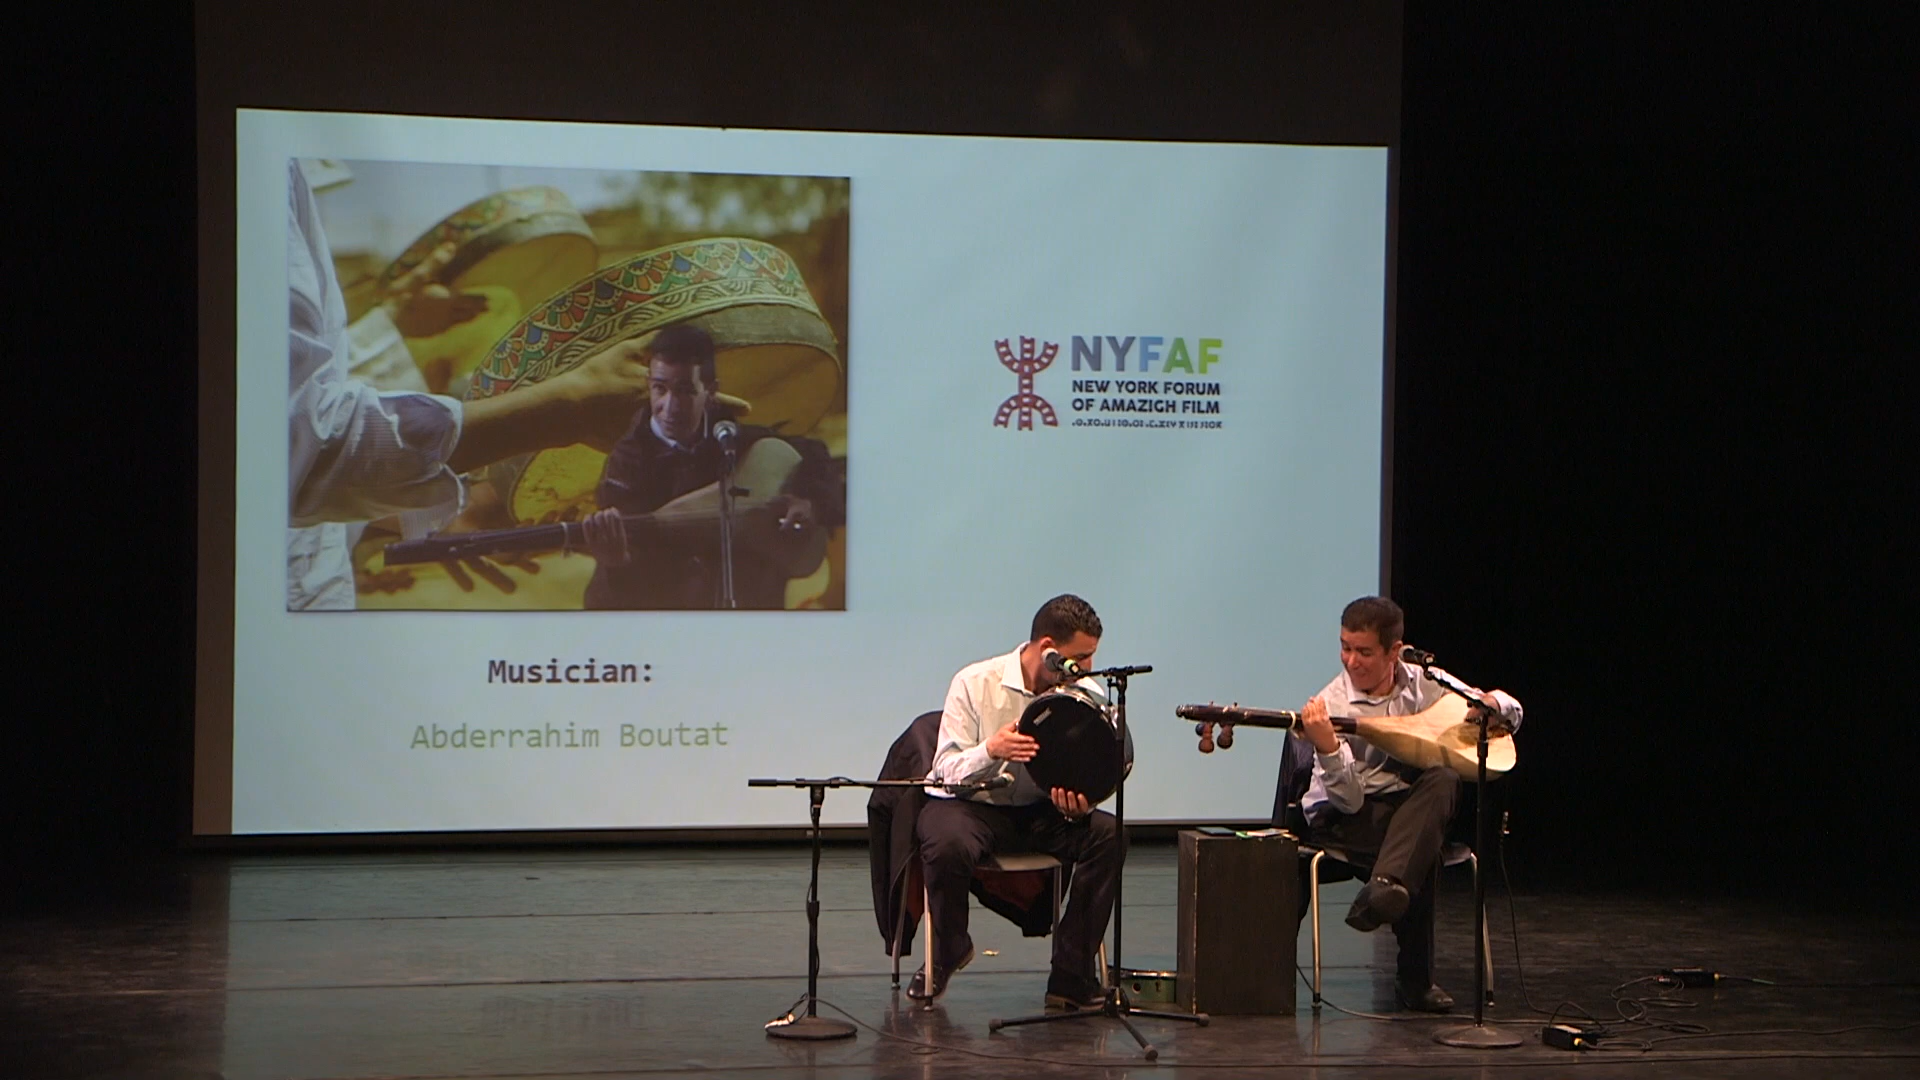 NYFAF
NEW YORK FORUM
OF AMAZIGH FILM
Musician:
Abderrahim Boutat